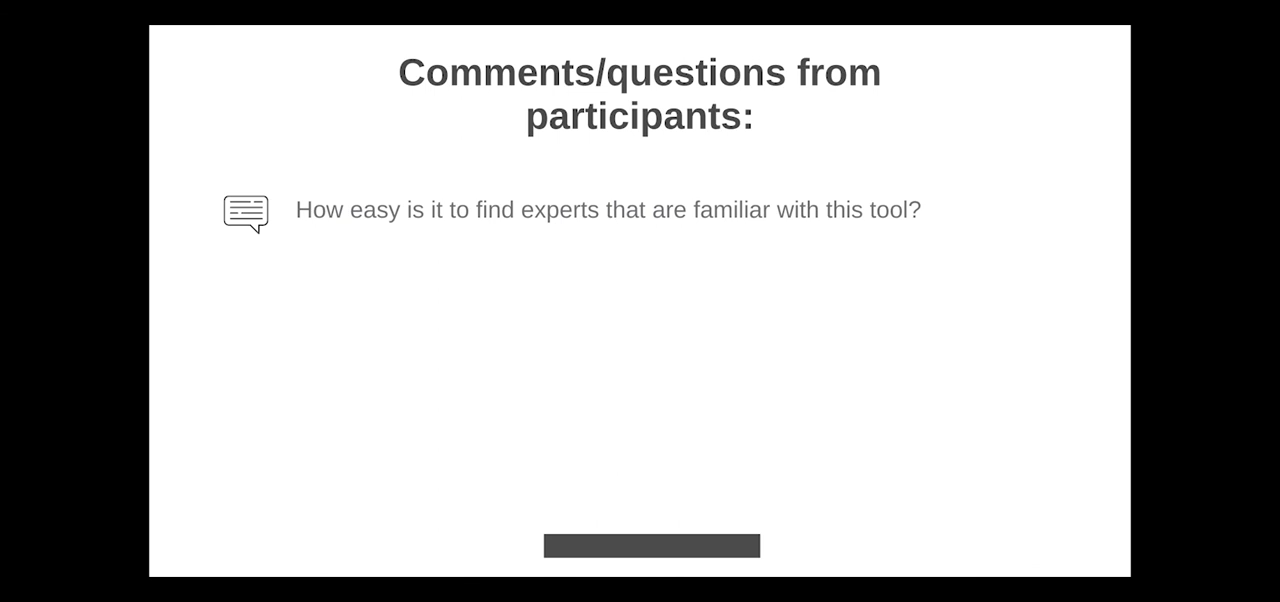 Comments/questions from
participants:
How easy is it to find experts that are familiar with this tool?